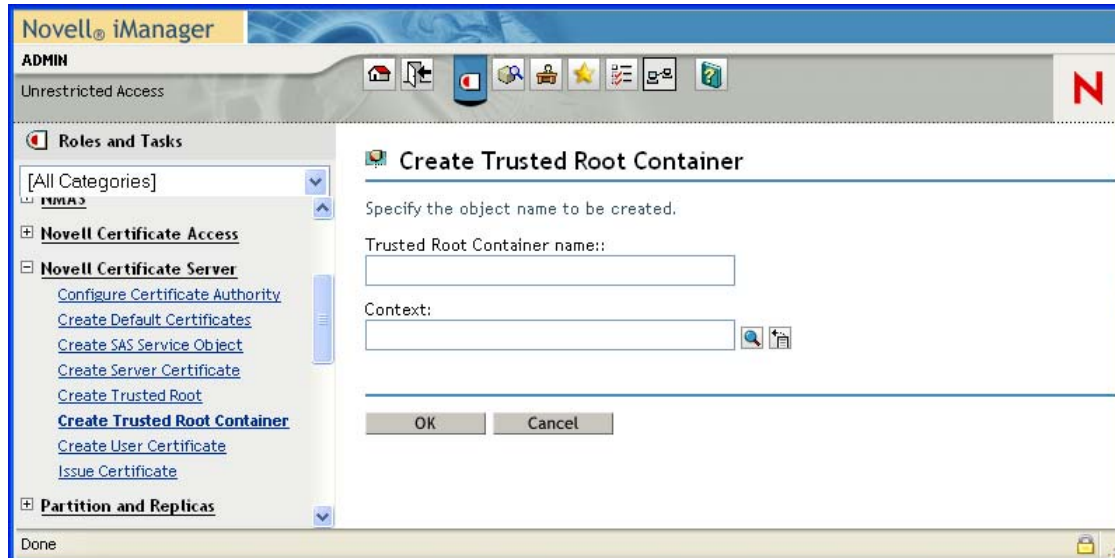 Novell® iManager
ADMIN
Unrestricted Access
N
Roles and Tasks
[All Categories]
NMAS
Novell Certificate Access
Novell Certificate Server
Configure Certificate Authority
Create Default Certificates
Create SAS Service Object
Create Server Certificate
Create Trusted Root
Create Trusted Root Container
Create User Certificate
Issue Certificate
Partition and Replicas
Create Trusted Root Container
Specify the object name to be created.
Trusted Root Container name::
Context:
OK Cancel
Done